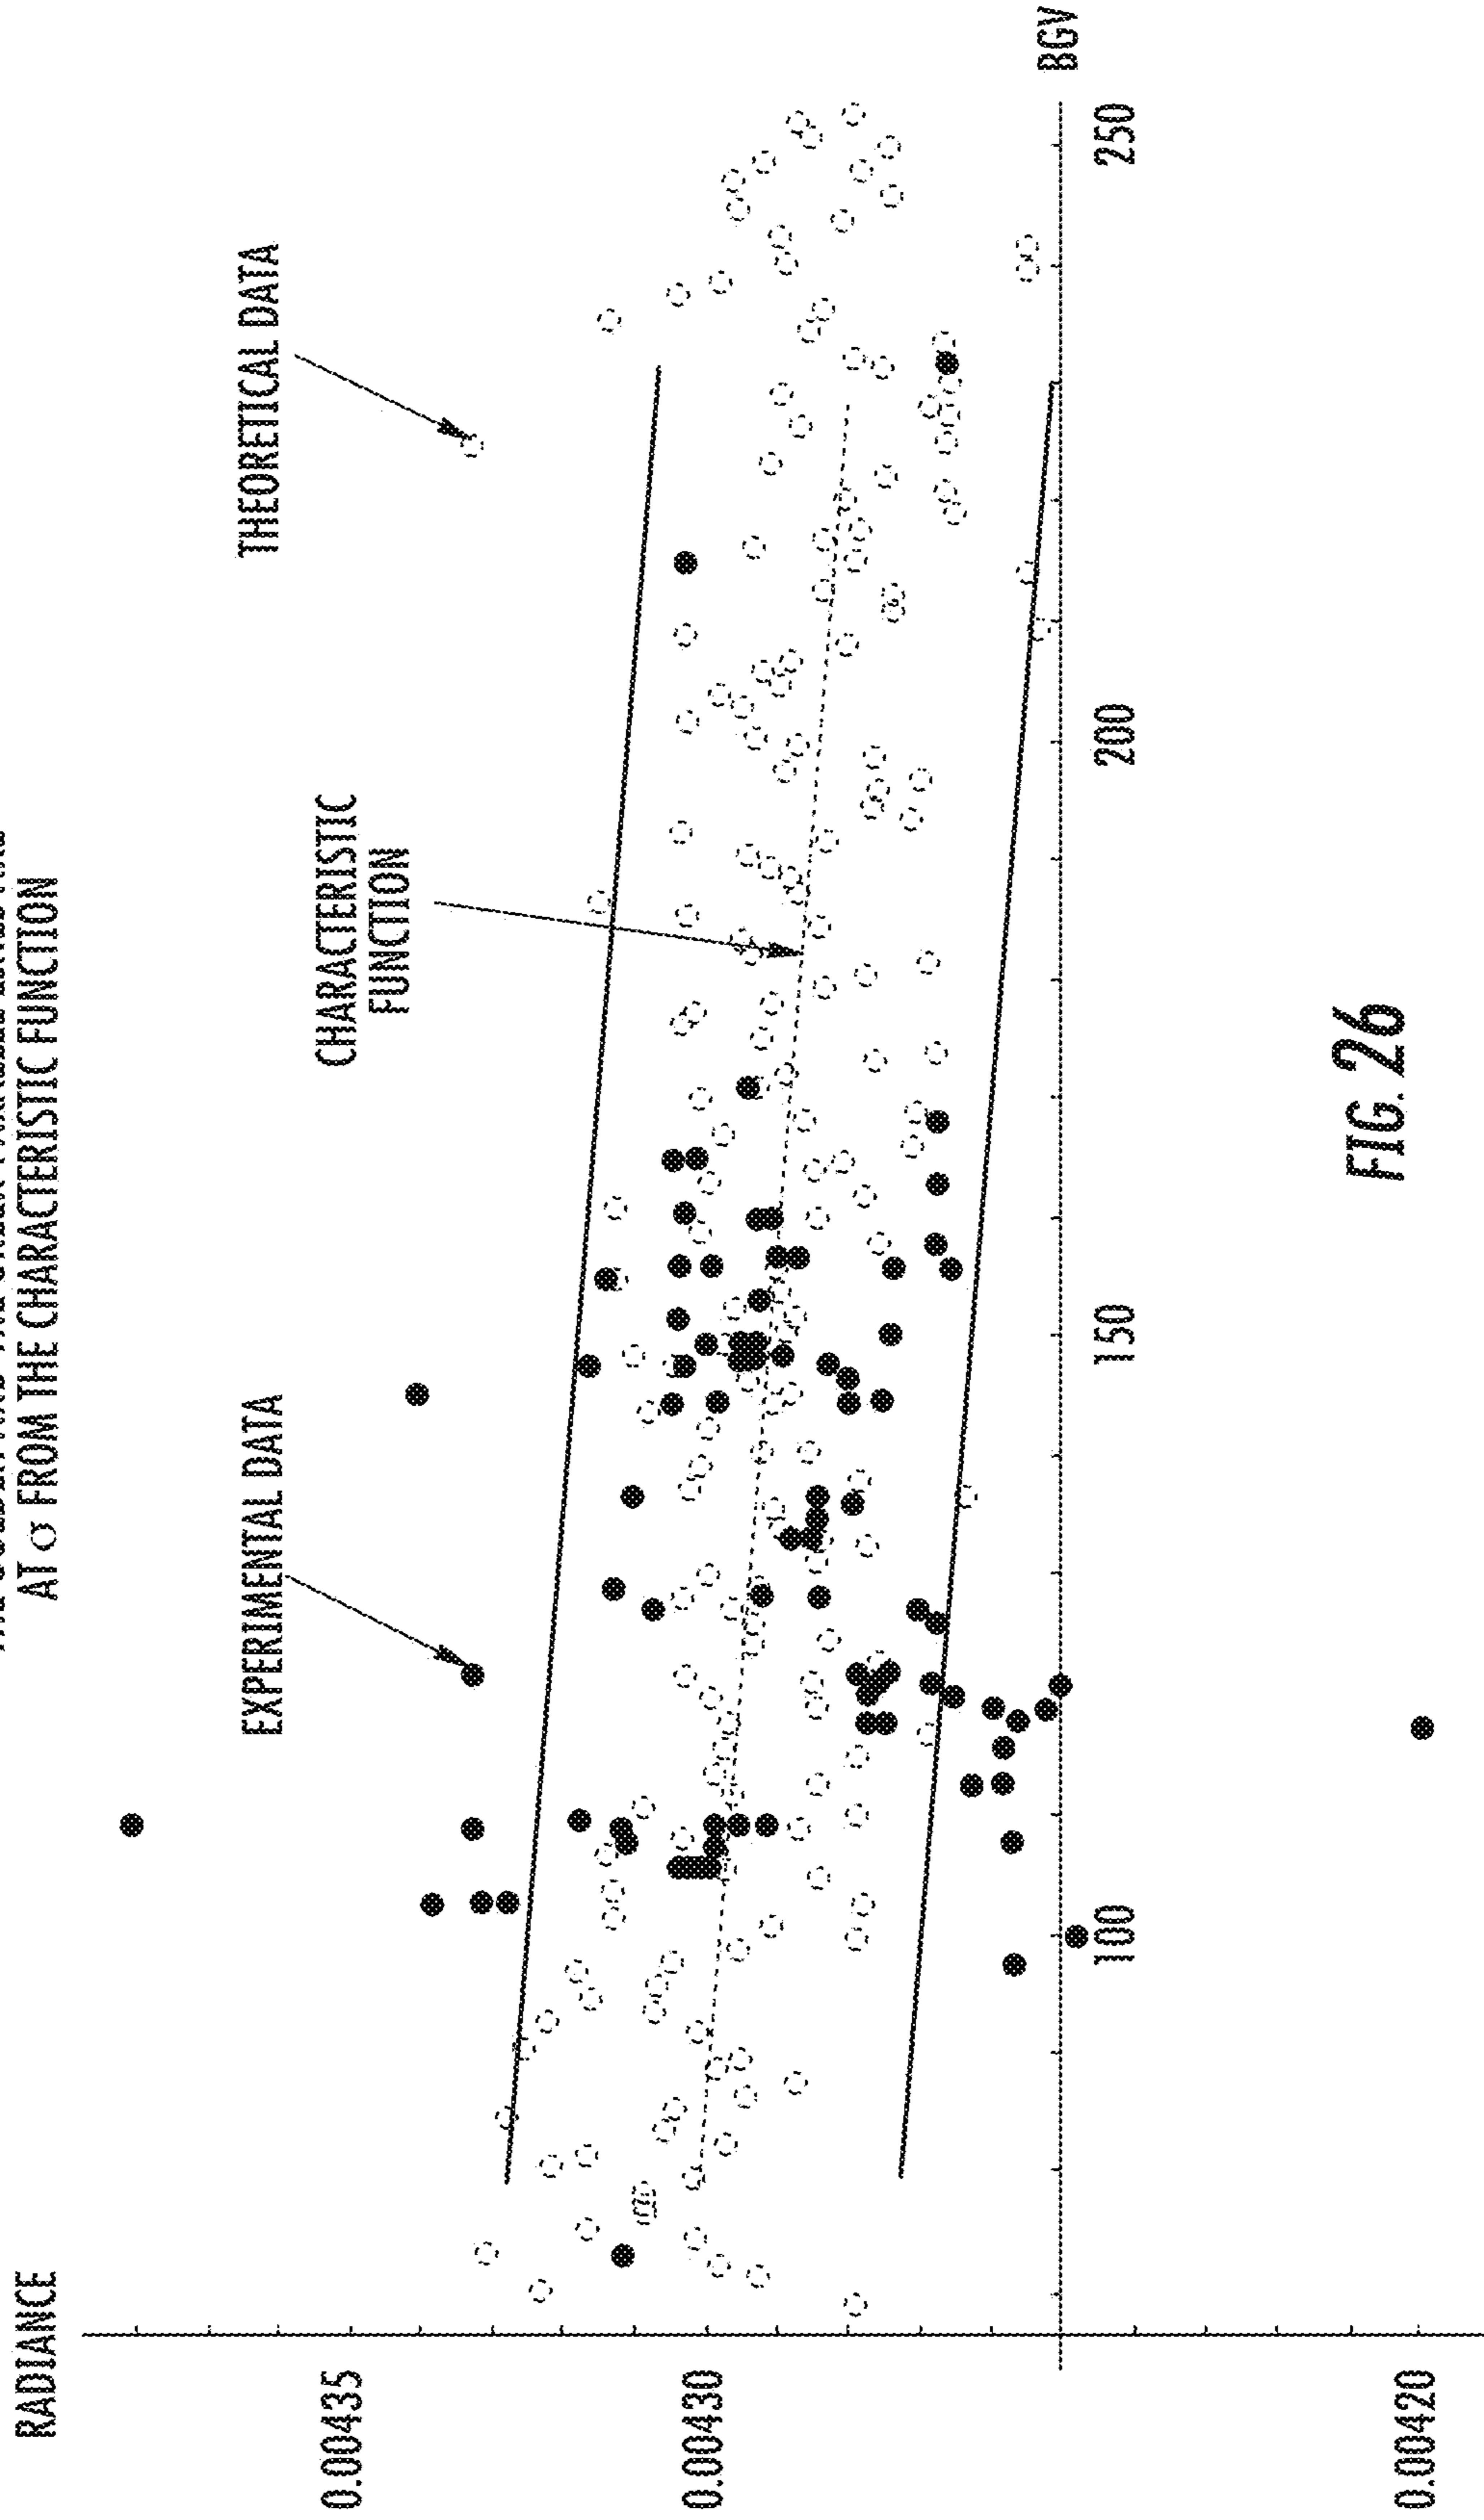 AT σ FROM THE CHARACTERISTIC FUNCTION
RADIANCE
THEORETICAL DATA
EXPERIMENTAL DATA
CHARACTERISTIC
FUNCTION
0.00435
0.00430
0.00420
100
150
200
250
BGV
FIG. 26